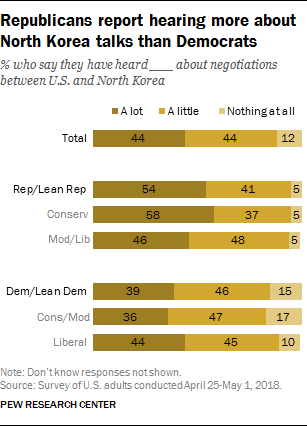 Republicans report hearing more about
North Korea talks than Democrats
% who say they have heard ___ about negotiations
between U.S. and North Korea
A lot A little Nothing at all
Total 44 44 12
Rep/Lean Rep 54 41 5
Conserv 58 37 5
Mod/Lib 46 48 5
Dem/Lean Dem 39 46 15
Cons/Mod 36 47 17
Liberal 44 45 10
Note: Don't know responses not shown.
Source: Survey of U.S. adults conducted April 25-May 1, 2018.
PEW RESEARCH CENTER